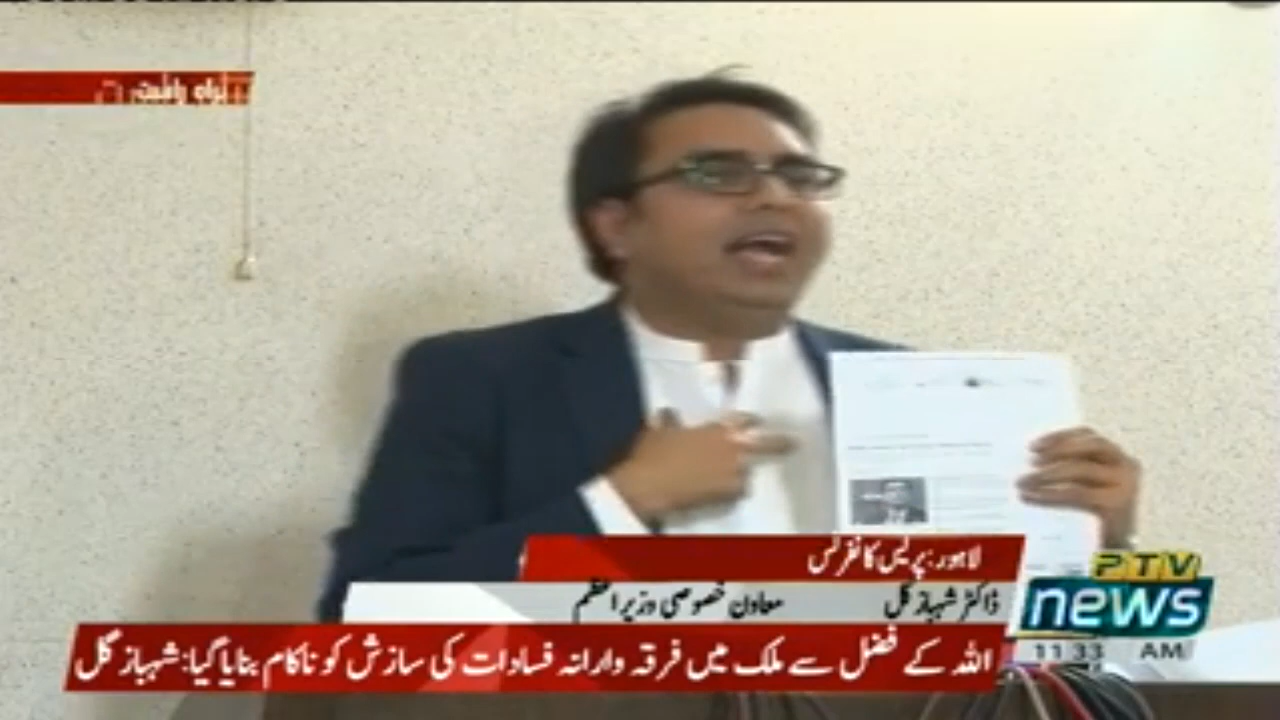 براہ راست
لاہور: پریس کانفرنس
ڈاکٹر شہباز گل معاون خصوصی وزیراعظم
PTV
news
اللہ کے فضل سے ملک میں فرقہ وارانہ فسادات کی سازش کو ناکام بنایا گیا: شہباز گل
11 33 AM